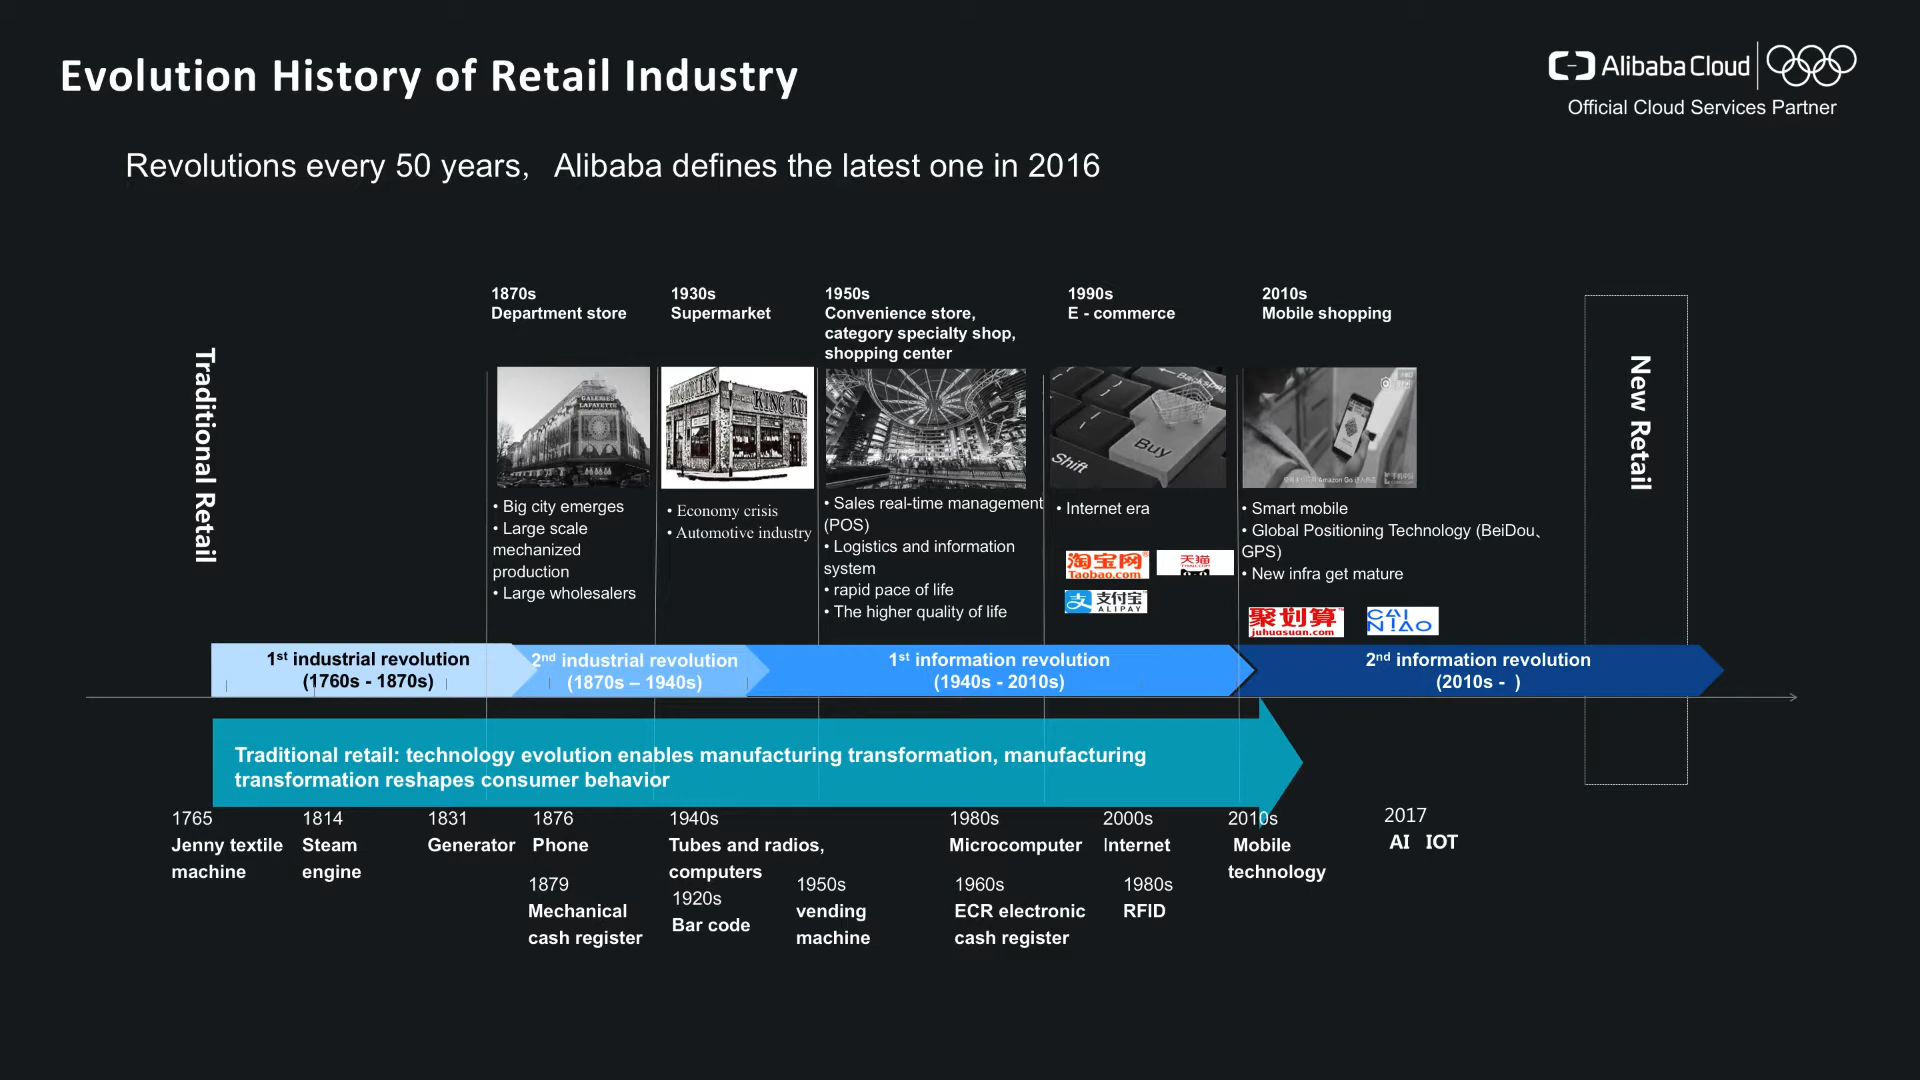 Evolution History of Retail Industry
Alibaba Cloud
Official Cloud Services Partner
Revolutions every 50 years, Alibaba defines the latest one in 2016
Traditional Retail
1870s
Department store
1930s
Supermarket
1950s
Convenience store,
category specialty shop,
shopping center
1990s
E - commerce
2010s
Mobile shopping
New Retail
GALERIES
LAFAYETTE
KING KU
Backspace
Buy
Shift
• Big city emerges
• Large scale
mechanized
production
• Large wholesalers
• Economy crisis
• Automotive industry
• Sales real-time management
(POS)
• Logistics and information
system
• rapid pace of life
• The higher quality of life
• Internet era
淘宝网
Taobao.com
天猫
支付宝
ALIPAY
• Smart mobile
• Global Positioning Technology (BeiDou、
GPS)
• New infra get mature
聚划算
juhuasuan.com
CAI
NIAO
1st industrial revolution
(1760s - 1870s)
2nd industrial revolution
(1870s – 1940s)
1st information revolution
(1940s - 2010s)
2nd information revolution
(2010s - )
Traditional retail: technology evolution enables manufacturing transformation, manufacturing
transformation reshapes consumer behavior
1765
Jenny textile
machine
1814
Steam
engine
1831
Generator
1876
Phone
1879
Mechanical
cash register
1940s
Tubes and radios,
computers
1920s
Bar code
1950s
vending
machine
1980s
Microcomputer
1960s
ECR electronic
cash register
2000s
Internet
1980s
RFID
2010s
Mobile
technology
2017
AI IOT